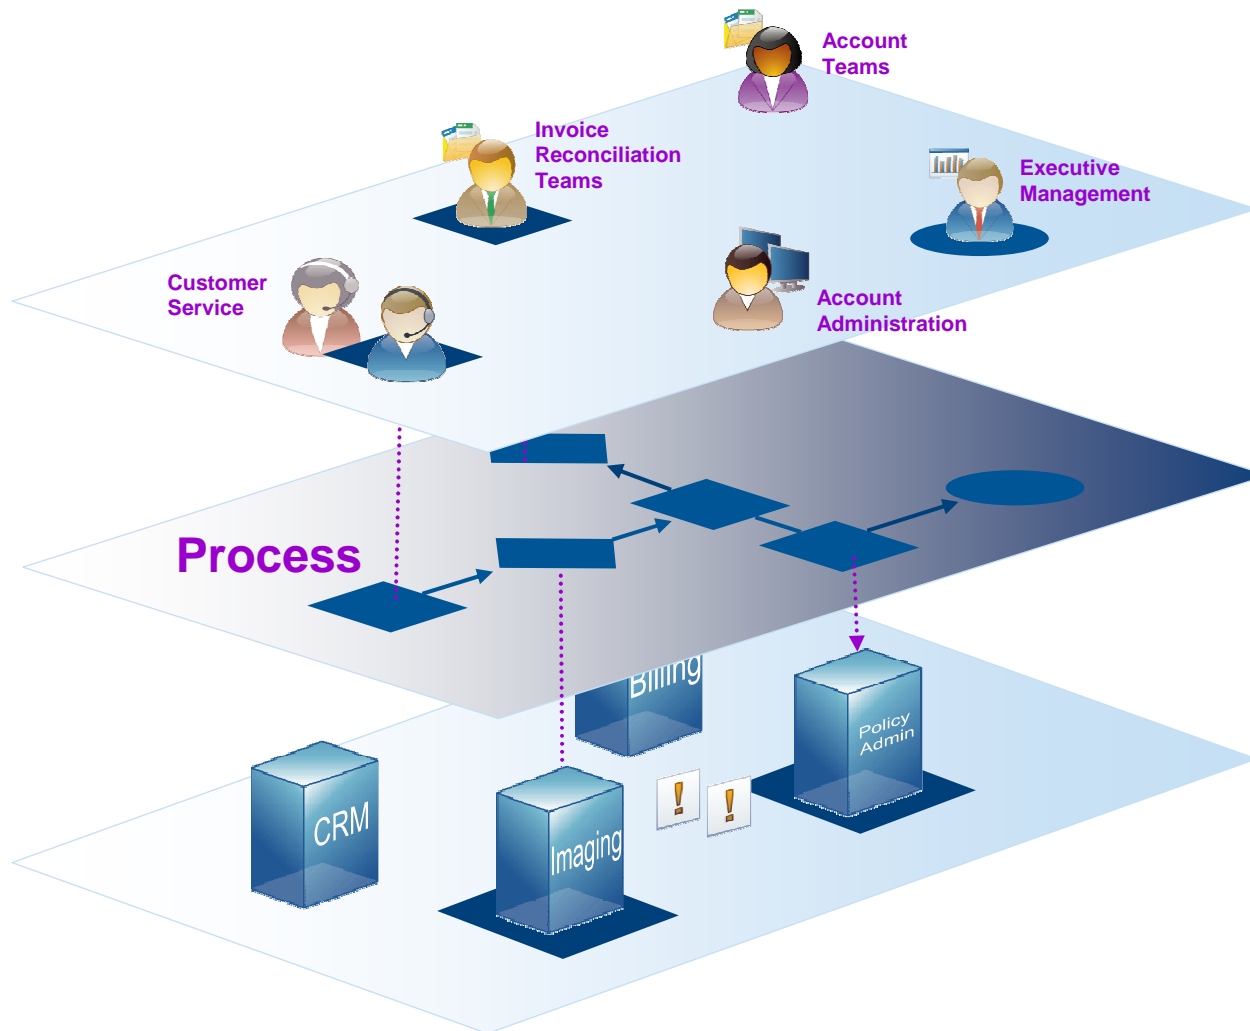 Account
Teams
Invoice
Reconciliation
Teams
Executive
Management
Customer
Service
Account
Administration
Process
Billing
Policy
Admin
CRM
Imaging